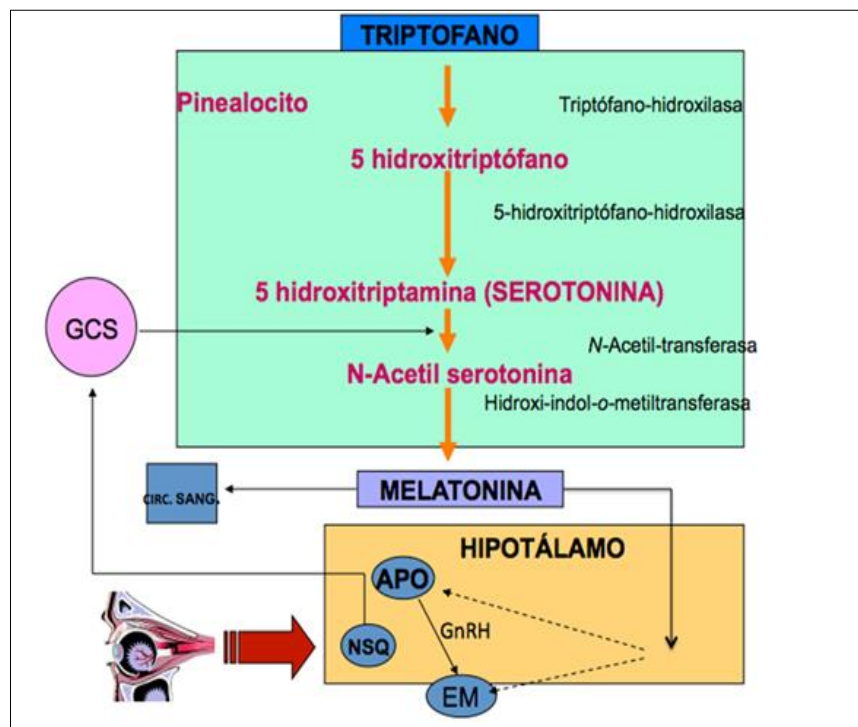 TRIPTOFANO
Pinealocito
Triptófano-hidroxilasa
5 hidroxitriptófano
5-hidroxitriptófano-hidroxilasa
5 hidroxitriptamina (SEROTONINA)
GCS
N-Acetil-transferasa
N-Acetil serotonina
Hidroxi-indol-o-metiltransferasa
CIRC. SANG.
MELATONINA
HIPOTÁLAMO
APO
GnRH
NSQ
EM